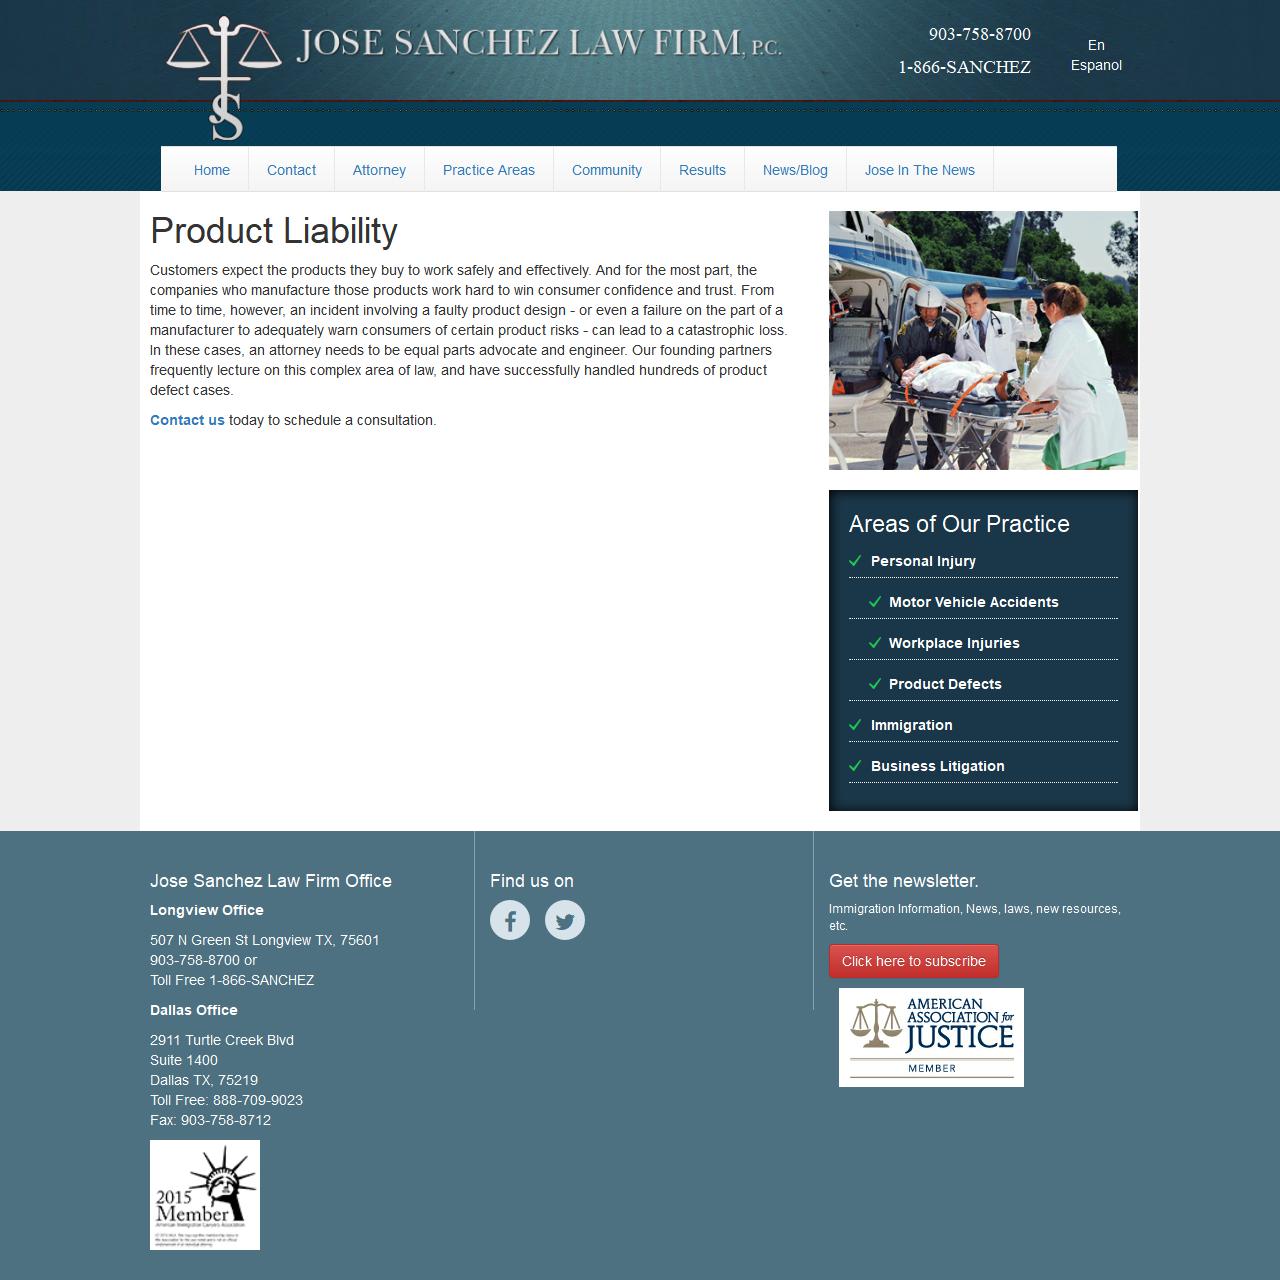 JOSE SANCHEZ LAW FIRM, P.C.
903-758-8700
1-866-SANCHEZ
En
Espanol
JS
Home
Contact
Attorney
Practice Areas
Community
Results
News/Blog
Jose In The News
Product Liability
Customers expect the products they buy to work safely and effectively. And for the most part, the
companies who manufacture those products work hard to win consumer confidence and trust. From
time to time, however, an incident involving a faulty product design - or even a failure on the part of a
manufacturer to adequately warn consumers of certain product risks - can lead to a catastrophic loss.
In these cases, an attorney needs to be equal parts advocate and engineer. Our founding partners
frequently lecture on this complex area of law, and have successfully handled hundreds of product
defect cases.
Contact us today to schedule a consultation.
Areas of Our Practice
Personal Injury
Motor Vehicle Accidents
Workplace Injuries
Product Defects
Immigration
Business Litigation
Jose Sanchez Law Firm Office
Longview Office
507 N Green St Longview TX, 75601
903-758-8700 or
Toll Free 1-866-SANCHEZ
Dallas Office
2911 Turtle Creek Blvd
Suite 1400
Dallas TX, 75219
Toll Free: 888-709-9023
Fax: 903-758-8712
2015
Member
American Immigration Lawyers Association
Find us on
Get the newsletter.
Immigration Information, News, laws, new resources,
etc.
Click here to subscribe
AMERICAN
ASSOCIATION for
JUSTICE
MEMBER